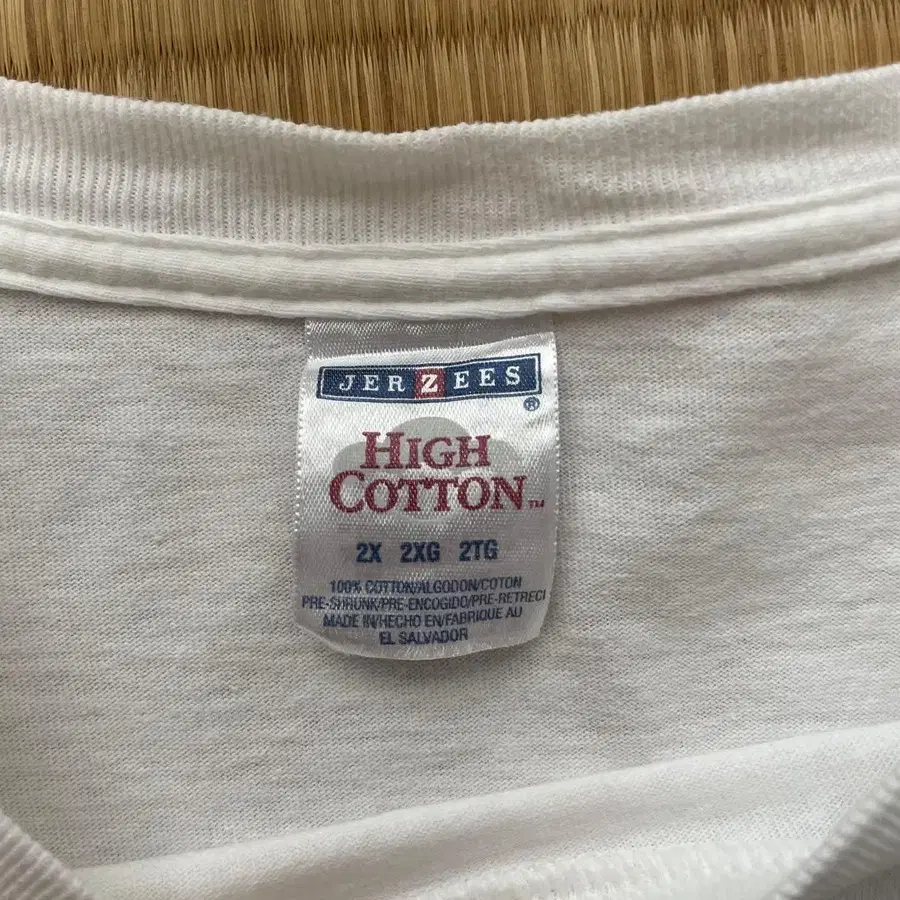 JERZEES®
HIGH
COTTON™
2X 2XG 2TG
100% COTTON/ALGODON/COTON
PRE-SHRUNK/PRE-ENCOGIDO/PRE-RETRECI
MADE IN/HECHO EN/FABRIQUE AU
EL SALVADOR